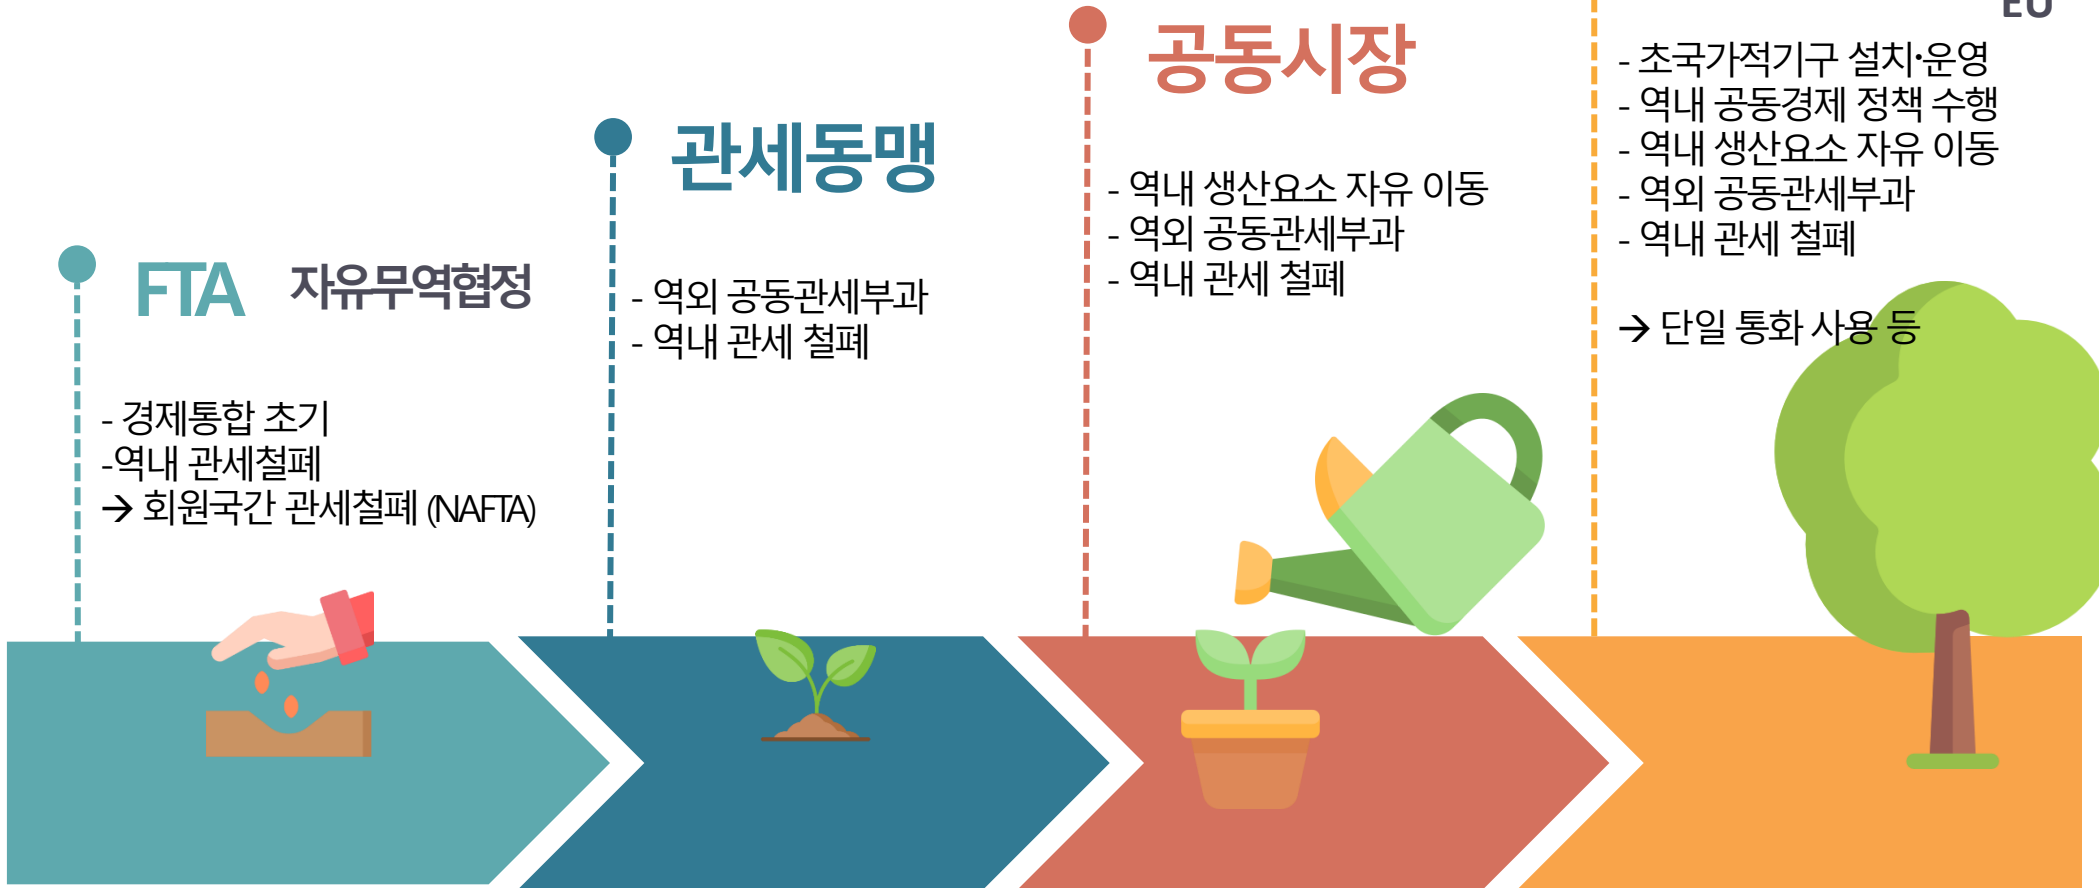 FTA 자유무역협정
- 경제통합 초기
-역내 관세철폐
→ 회원국간 관세철폐 (NAFTA)
관세동맹
- 역외 공동관세부과
- 역내 관세 철폐
공동시장
- 역내 생산요소 자유 이동
- 역외 공동관세부과
- 역내 관세 철폐
EU
- 초국가적기구 설치·운영
- 역내 공동경제 정책 수행
- 역내 생산요소 자유 이동
- 역외 공동관세부과
- 역내 관세 철폐
→ 단일 통화 사용 등